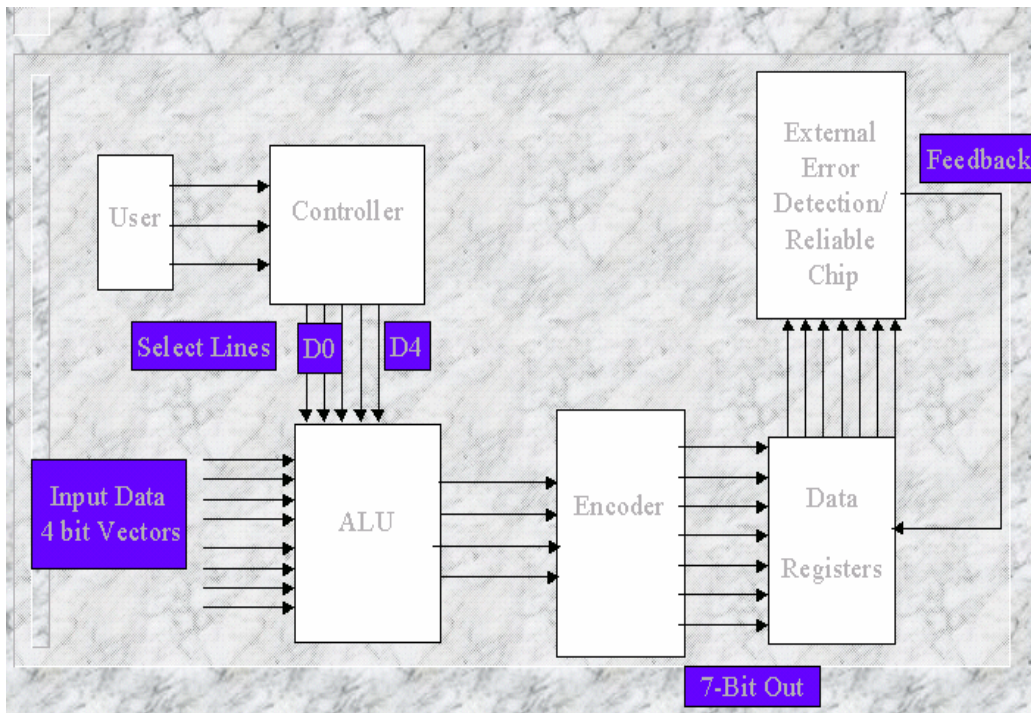 External
Error
Detection/
Reliable
Chip
Feedback
User
Controller
Select Lines
D0
D4
Input Data
4 bit Vectors
ALU
Encoder
Data
Registers
7-Bit Out